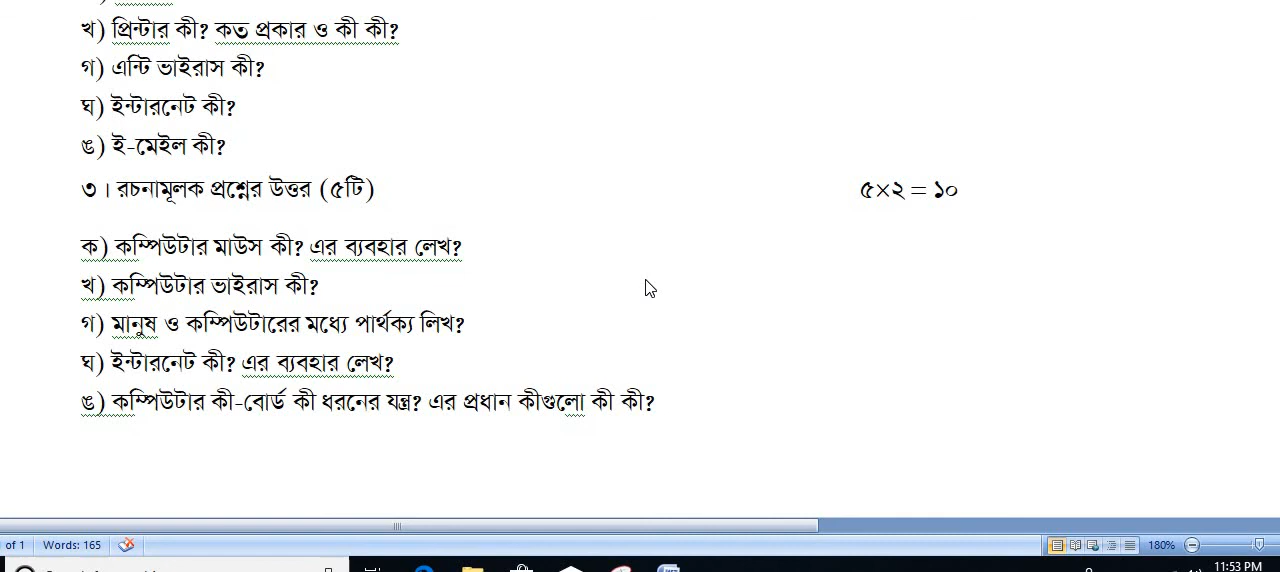 খ) প্রিন্টার কী? কত প্রকার ও কী কী?
গ) এন্টি ভাইরাস কী?
ঘ) ইন্টারনেট কী?
ঙ) ই-মেইল কী?
৩। রচনামূলক প্রশ্নের উত্তর (৫টি) ৫×২ = ১০
ক) কম্পিউটার মাউস কী? এর ব্যবহার লেখ?
খ) কম্পিউটার ভাইরাস কী?
গ) মানুষ ও কম্পিউটারের মধ্যে পার্থক্য লিখ?
ঘ) ইন্টারনেট কী? এর ব্যবহার লেখ?
ঙ) কম্পিউটার কী-বোর্ড কী ধরনের যন্ত্র? এর প্রধান কীগুলো কী কী?
of 1 Words: 165 180%
11:53 PM